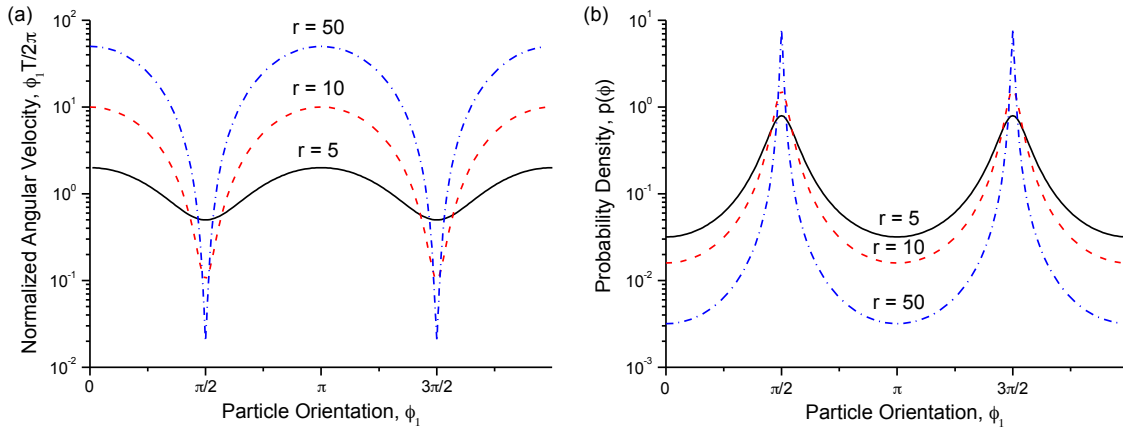 (a)
Normalized Angular Velocity, ϕ₁T/2π
10²
10¹
10⁰
10⁻¹
10⁻²
r = 50
r = 10
r = 5
0
π/2
π
3π/2
Particle Orientation, ϕ₁
(b)
Probability Density, p(ϕ)
10¹
10⁰
10⁻¹
10⁻²
10⁻³
r = 5
r = 10
r = 50
0
π/2
π
3π/2
Particle Orientation, ϕ₁